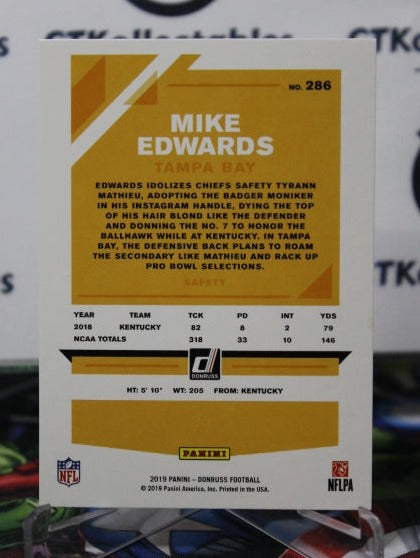 CTKollectibles
NO. 286
MIKE
EDWARDS
TAMPA BAY
EDWARDS IDOLIZES CHIEFS SAFETY TYRANN
MATHIEU, ADOPTING THE BADGER MONIKER
IN HIS INSTAGRAM HANDLE, DYING THE TOP
OF HIS HAIR BLOND LIKE THE DEFENDER
AND DONNING THE NO. 7 TO HONOR THE
BALLHAWK WHILE AT KENTUCKY. IN TAMPA
BAY, THE DEFENSIVE BACK PLANS TO ROAM
THE SECONDARY LIKE MATHIEU AND RACK UP
PRO BOWL SELECTIONS.
SAFETY
YEAR TEAM TCK PD INT YDS
2018 KENTUCKY 82 8 2 79
NCAA TOTALS 318 33 10 146
DONRUSS
HT: 5' 10" WT: 205 FROM: KENTUCKY
PANINI
NFL
NFLPA
2019 PANINI – DONRUSS FOOTBALL
© 2019 Panini America, Inc. Printed in the USA.